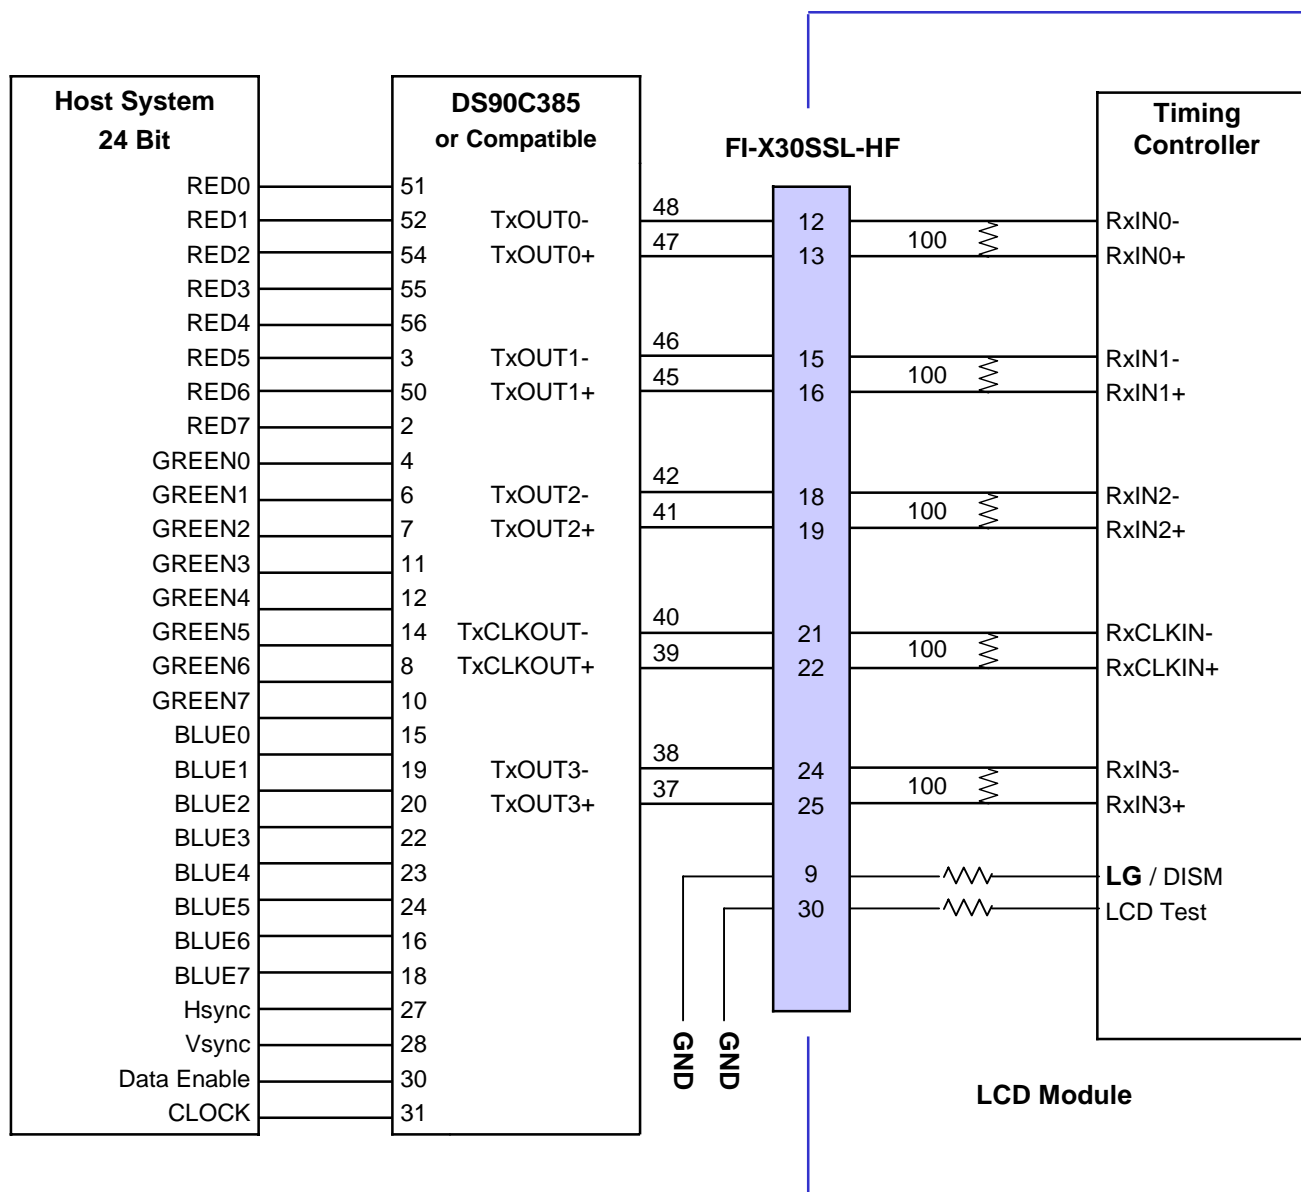 Host System
24 Bit
DS90C385
or Compatible
FI-X30SSL-HF
Timing
Controller
RED0 51
RED1 52 TxOUT0- 48 12 RxIN0-
100
RED2 54 TxOUT0+ 47 13 RxIN0+
RED3 55
RED4 56
RED5 3 TxOUT1- 46 15 RxIN1-
100
RED6 50 TxOUT1+ 45 16 RxIN1+
RED7 2
GREEN0 4
GREEN1 6 TxOUT2- 42 18 RxIN2-
100
GREEN2 7 TxOUT2+ 41 19 RxIN2+
GREEN3 11
GREEN4 12
GREEN5 14 TxCLKOUT- 40 21 RxCLKIN-
100
GREEN6 8 TxCLKOUT+ 39 22 RxCLKIN+
GREEN7 10
BLUE0 15
BLUE1 19 TxOUT3- 38 24 RxIN3-
100
BLUE2 20 TxOUT3+ 37 25 RxIN3+
BLUE3 22
BLUE4 23 9 LG / DISM
BLUE5 24 30 LCD Test
BLUE6 16
BLUE7 18
Hsync 27
Vsync 28
GND GND
Data Enable 30
CLOCK 31
LCD Module